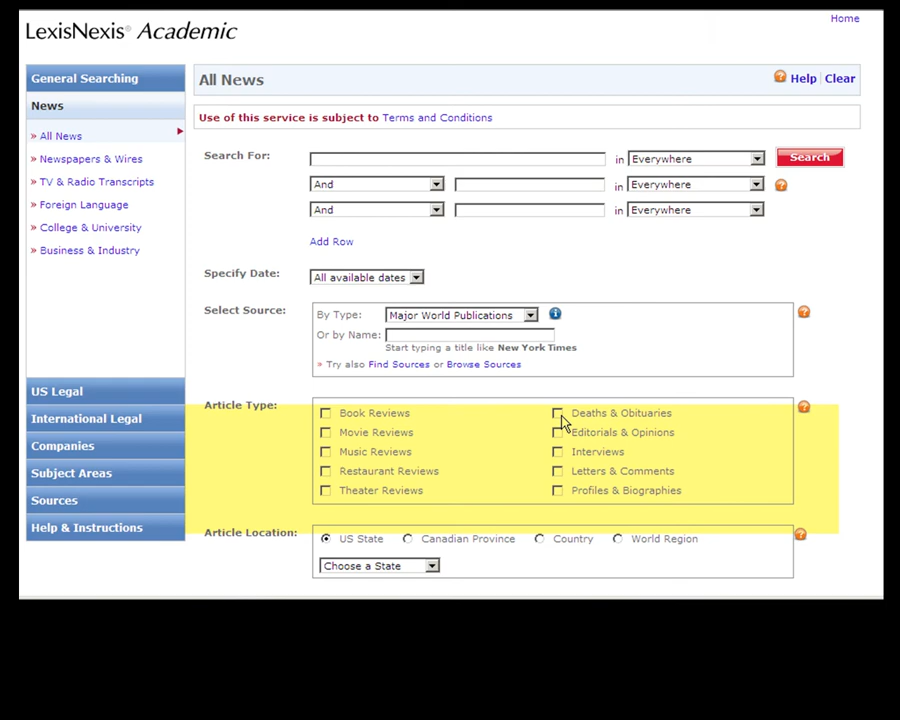 Home
LexisNexis® Academic
General Searching
News
» All News
» Newspapers & Wires
» TV & Radio Transcripts
» Foreign Language
» College & University
» Business & Industry
US Legal
International Legal
Companies
Subject Areas
Sources
Help & Instructions
All News
? Help | Clear
Use of this service is subject to Terms and Conditions
Search For: in Everywhere Search
And in Everywhere ?
And in Everywhere
Add Row
Specify Date: All available dates
Select Source: By Type: Major World Publications i ?
Or by Name:
Start typing a title like New York Times
» Try also Find Sources or Browse Sources
Article Type: Book Reviews Deaths & Obituaries ?
Movie Reviews Editorials & Opinions
Music Reviews Interviews
Restaurant Reviews Letters & Comments
Theater Reviews Profiles & Biographies
Article Location: US State Canadian Province Country World Region ?
Choose a State